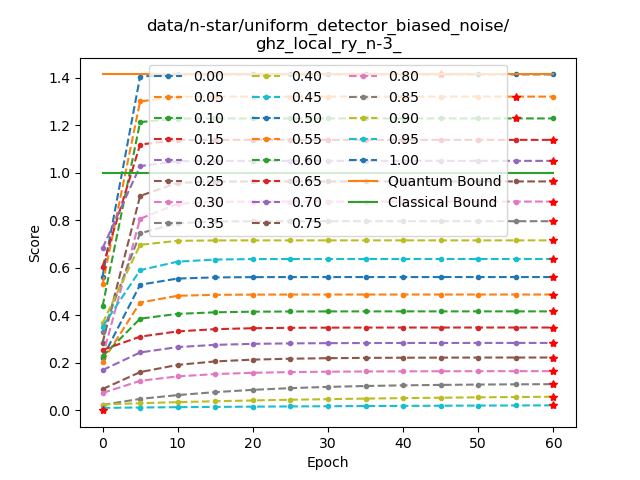 data/n-star/uniform_detector_biased_noise/
ghz_local_ry_n-3_
Score
1.4
1.2
1.0
0.8
0.6
0.4
0.2
0.0
0.00 0.40 0.80
0.05 0.45 0.85
0.10 0.50 0.90
0.15 0.55 0.95
0.20 0.60 1.00
0.25 0.65 Quantum Bound
0.30 0.70 Classical Bound
0.35 0.75
0 10 20 30 40 50 60
Epoch